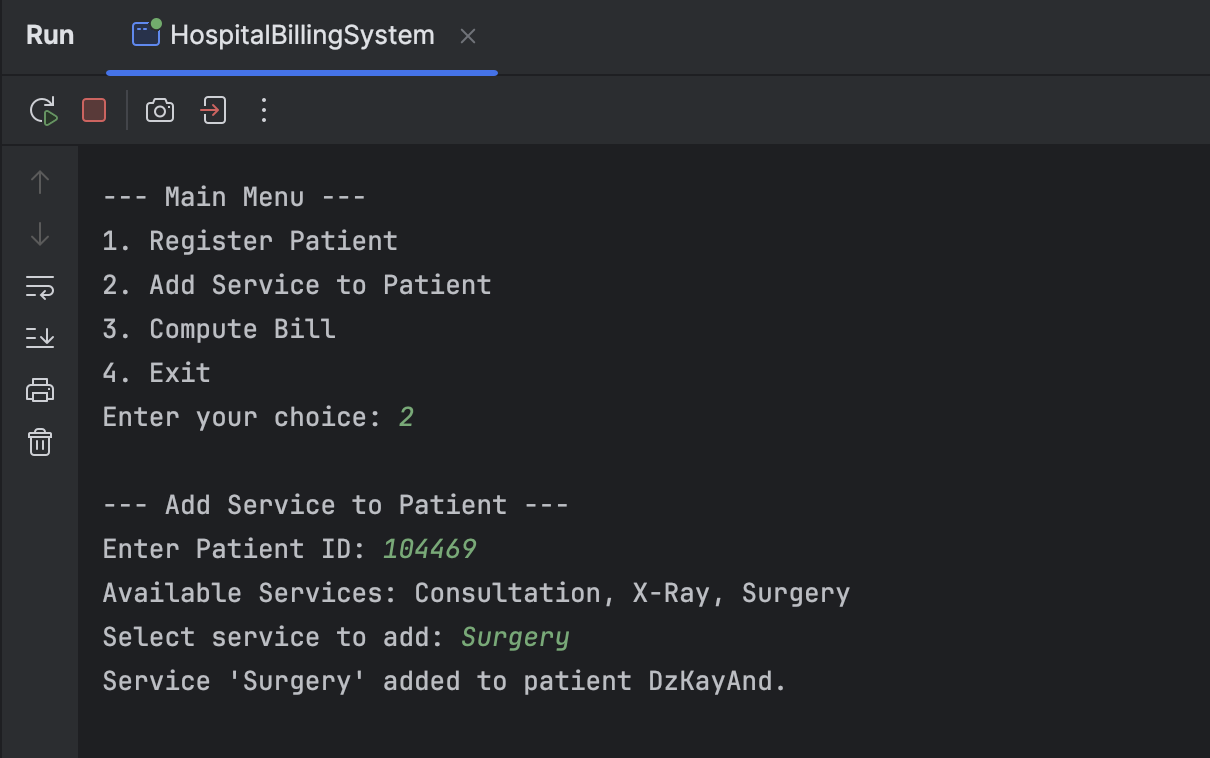 Run HospitalBillingSystem
--- Main Menu ---
1. Register Patient
2. Add Service to Patient
3. Compute Bill
4. Exit
Enter your choice: 2
--- Add Service to Patient ---
Enter Patient ID: 104469
Available Services: Consultation, X-Ray, Surgery
Select service to add: Surgery
Service 'Surgery' added to patient DzKayAnd.